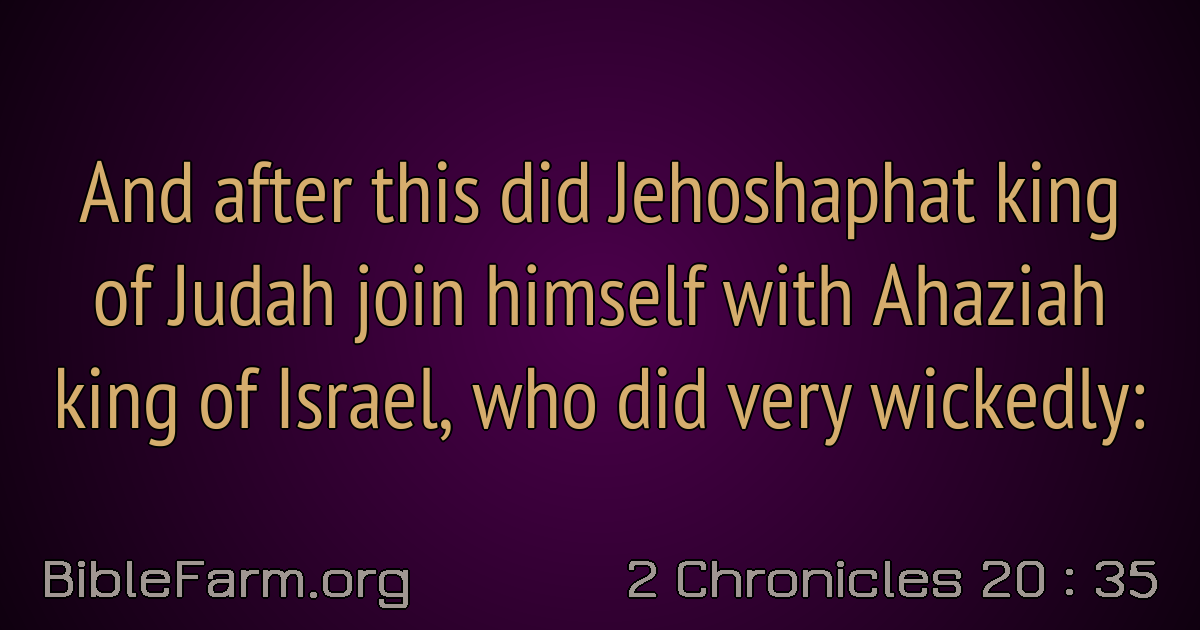 And after this did Jehoshaphat king
of Judah join himself with Ahaziah
king of Israel, who did very wickedly:
BibleFarm.org
2 Chronicles 20 : 35